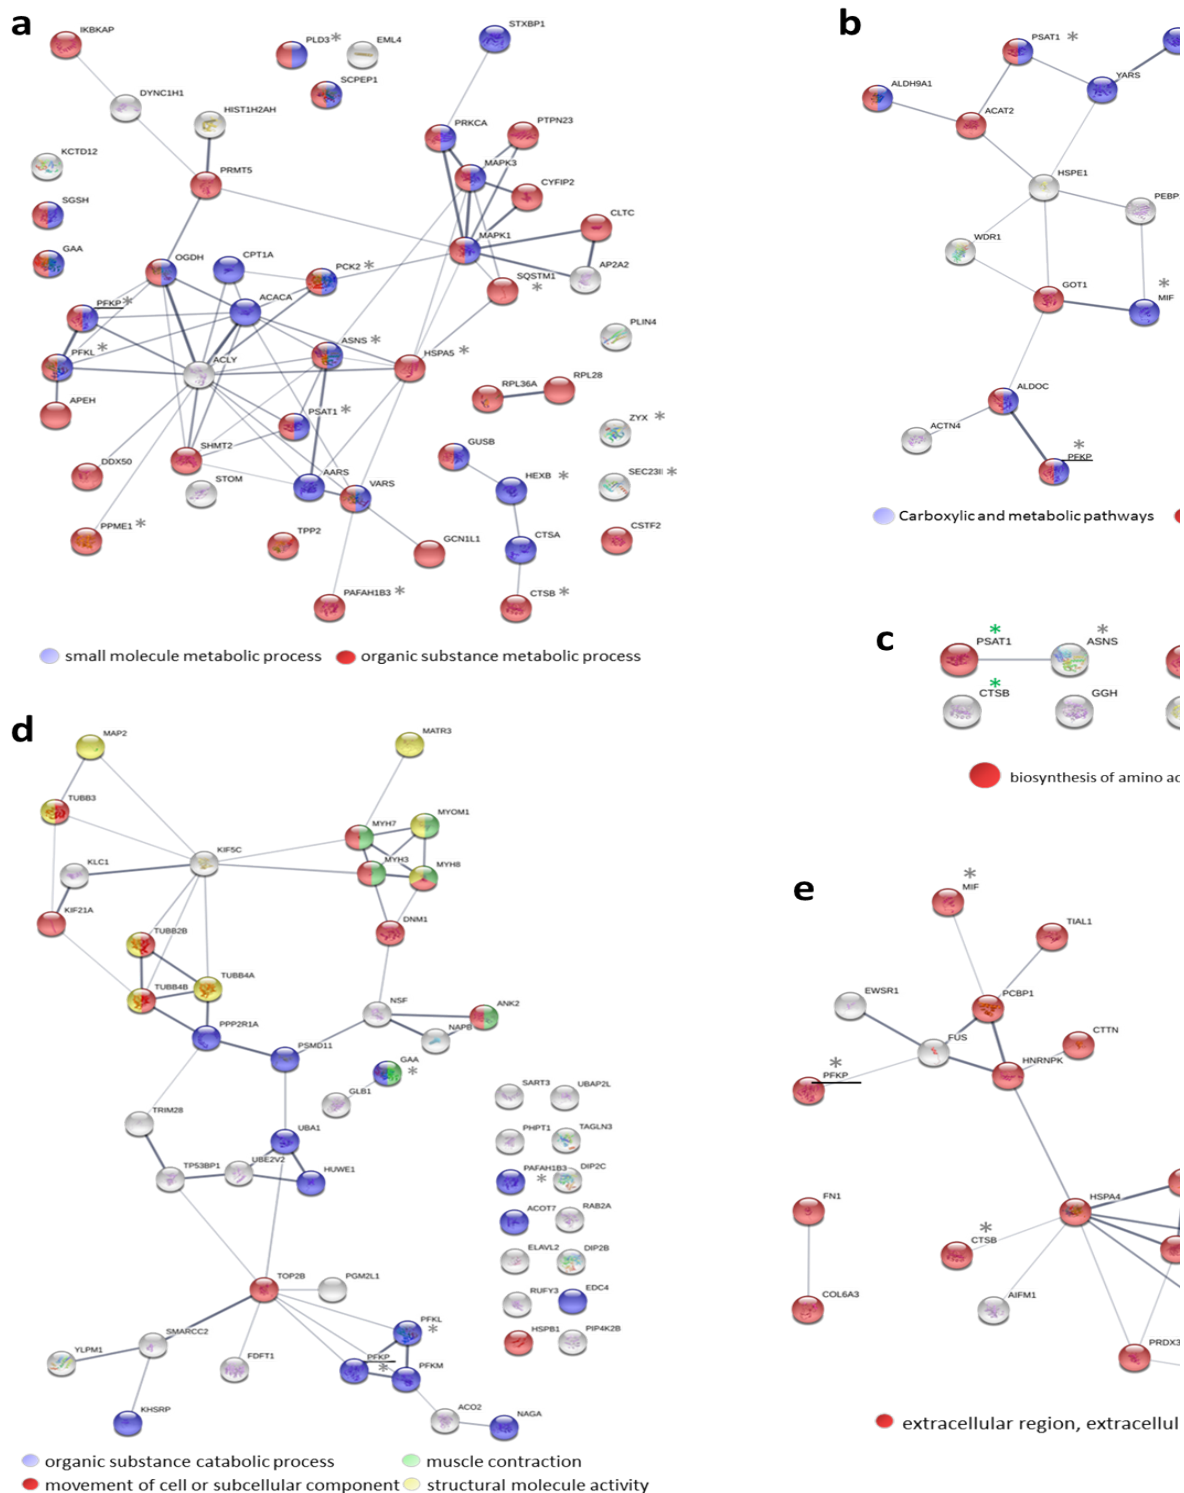 a
IKBKAP
PLD3 *
EML4
STXBP1
SCPEP1
DYNC1H1
HIST1H2AH
KCTD12
PRKCA
PTPN23
MAPK3
PRMT5
CYFIP2
SGSH
CLTC
MAPK1
GAA
OGDH
CPT1A
PCK2 *
AP2A2
SQSTM1
*
PFKP *
ACACA
PLIN4
PFKL *
ACLY
ASNS *
HSPA5 *
APEH
RPL36A
RPL28
PSAT1 *
ZYX *
SHMT2
GUSB
DDX50
STOM
AARS
VARS
HEXB *
SEC23II *
PPME1 *
TPP2
GCN1L1
CTSA
CSTF2
PAFAH1B3 *
CTSB *
small molecule metabolic process
organic substance metabolic process
b
PSAT1 *
ALDH9A1
ACAT2
YARS
HSPE1
PEBP
WDR1
GOT1
*
MIF
ALDOC
ACTN4
*
PFKP
Carboxylic and metabolic pathways
c
*
PSAT1
*
ASNS
*
CTSB
GGH
biosynthesis of amino ac
d
MAP2
MATR3
TUBB3
MYH7
MYOM1
KLC1
KIF5C
MYH3
MYH8
KIF21A
DNM1
TUBB2B
TUBB4A
TUBB4B
NSF
ANK2
PPP2R1A
NAPB
PSMD11
GAA
*
GLB1
SART3
UBAP2L
TRIM28
UBA1
PHPT1
TAGLN3
TP53BP1
UBE2V2
HUWE1
PAFAH1B3
*
DIP2C
ACOT7
RAB2A
ELAVL2
DIP2B
TOP2B
PGM2L1
RUFY3
EDC4
SMARCC2
PFKL
*
HSPB1
PIP4K2B
YLPM1
FDFT1
PFKP
*
PFKM
KHSRP
ACO2
NAGA
organic substance catabolic process
muscle contraction
movement of cell or subcellular component
structural molecule activity
e
*
MIF
TIAL1
EWSR1
PCBP1
FUS
CTTN
*
PFKP
HNRNPK
FN1
HSPA4
*
CTSB
COL6A3
AIFM1
PRDX3
extracellular region, extracellul